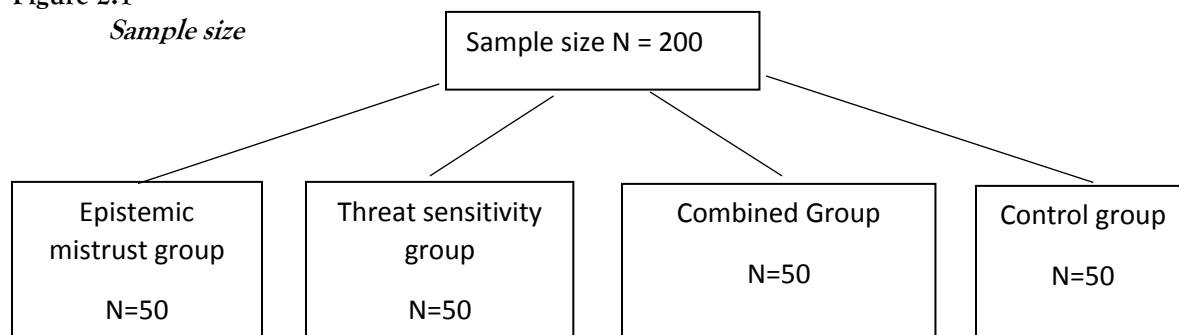 Figure 2.1
Sample size
Sample size N = 200
Epistemic
mistrust group
N=50
Threat sensitivity
group
N=50
Combined Group
N=50
Control group
N=50